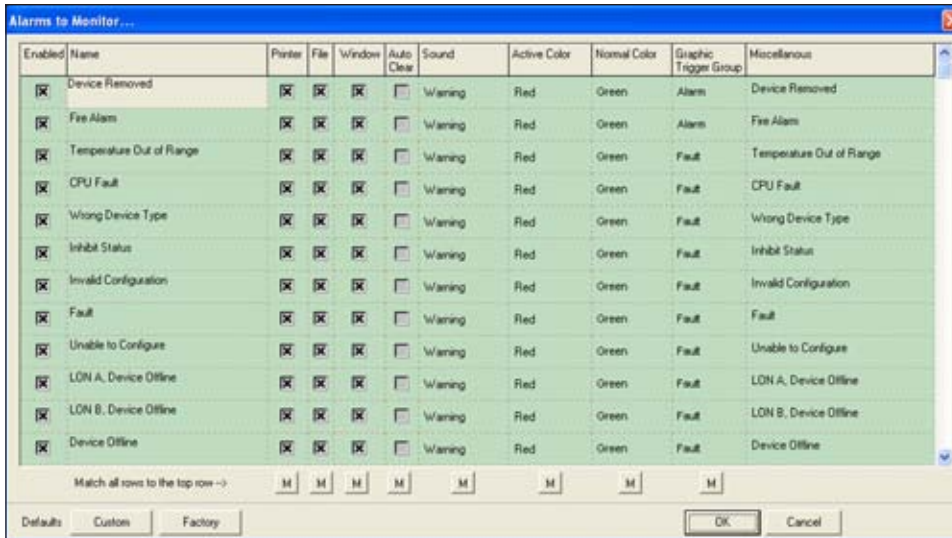 Alarms to Monitor...
Enabled Name Printer File Window Auto Clear Sound Active Color Normal Color Graphic Trigger Group Miscellanous
Device Removed Warning Red Green Alarm Device Removed
Fire Alarm Warning Red Green Alarm Fire Alarm
Temperature Out of Range Warning Red Green Fault Temperature Out of Range
CPU Fault Warning Red Green Fault CPU Fault
Wrong Device Type Warning Red Green Fault Wrong Device Type
Inhibit Status Warning Red Green Fault Inhibit Status
Invalid Configuration Warning Red Green Fault Invalid Configuration
Fault Warning Red Green Fault Fault
Unable to Configure Warning Red Green Fault Unable to Configure
LON A, Device Offline Warning Red Green Fault LON A, Device Offline
LON B, Device Offline Warning Red Green Fault LON B, Device Offline
Device Offline Warning Red Green Fault Device Offline
Match all rows to the top row --> M M M M M M M M
Defaults Custom Factory OK Cancel